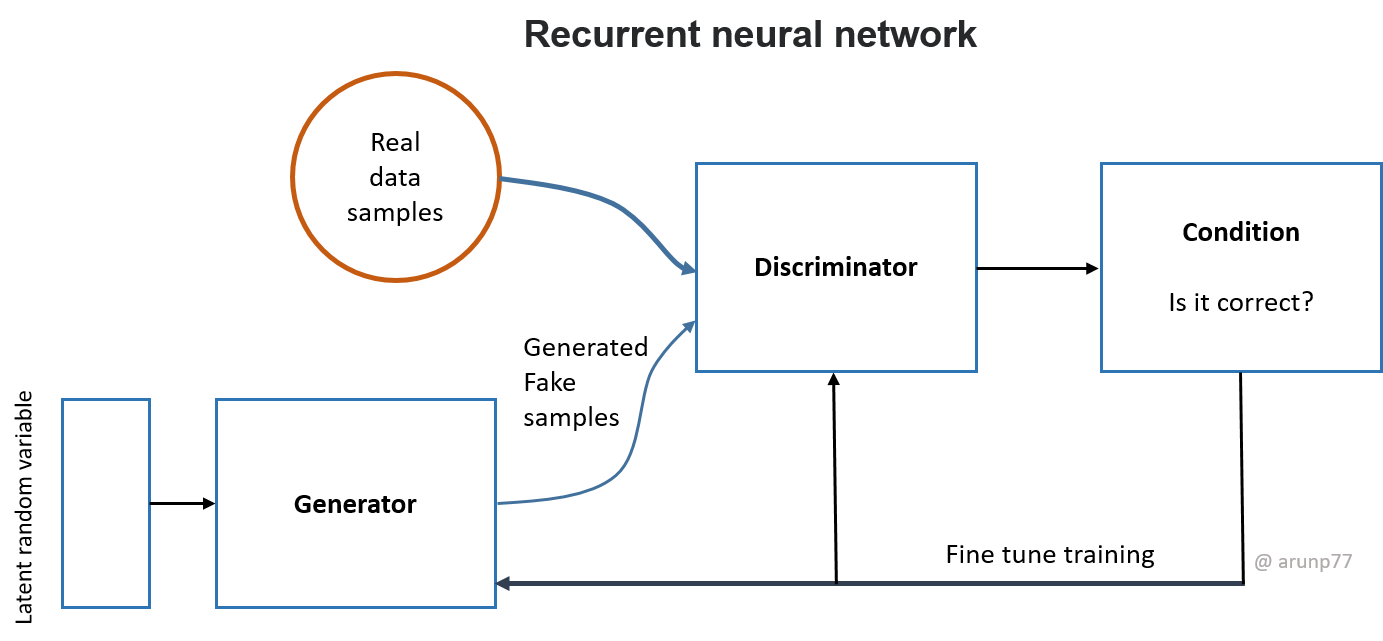 Recurrent neural network
Real
data
samples
Discriminator
Condition
Is it correct?
Generated
Fake
samples
Latent random variable
Generator
Fine tune training
@ arunp77